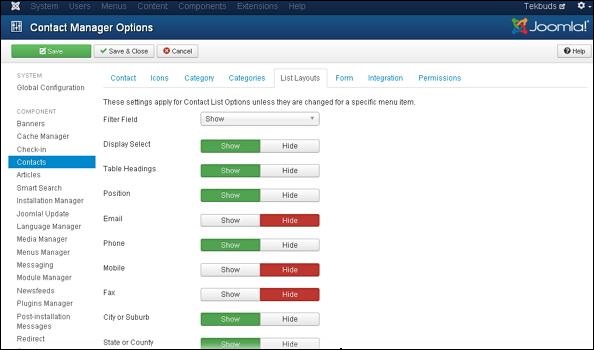 System Users Menus Content Components Extensions Help Tekbuds
Contact Manager Options Joomla!
Save Save & Close Cancel Help
SYSTEM
Global Configuration
COMPONENT
Banners
Cache Manager
Check-in
Contacts
Articles
Smart Search
Installation Manager
Joomla! Update
Language Manager
Media Manager
Menus Manager
Messaging
Module Manager
Newsfeeds
Plugins Manager
Post-installation
Messages
Redirect
Contact Icons Category Categories List Layouts Form Integration Permissions
These settings apply for Contact List Options unless they are changed for a specific menu item.
Filter Field Show
Display Select Show Hide
Table Headings Show Hide
Position Show Hide
Email Show Hide
Phone Show Hide
Mobile Show Hide
Fax Show Hide
City or Suburb Show Hide
State or County Show Hide